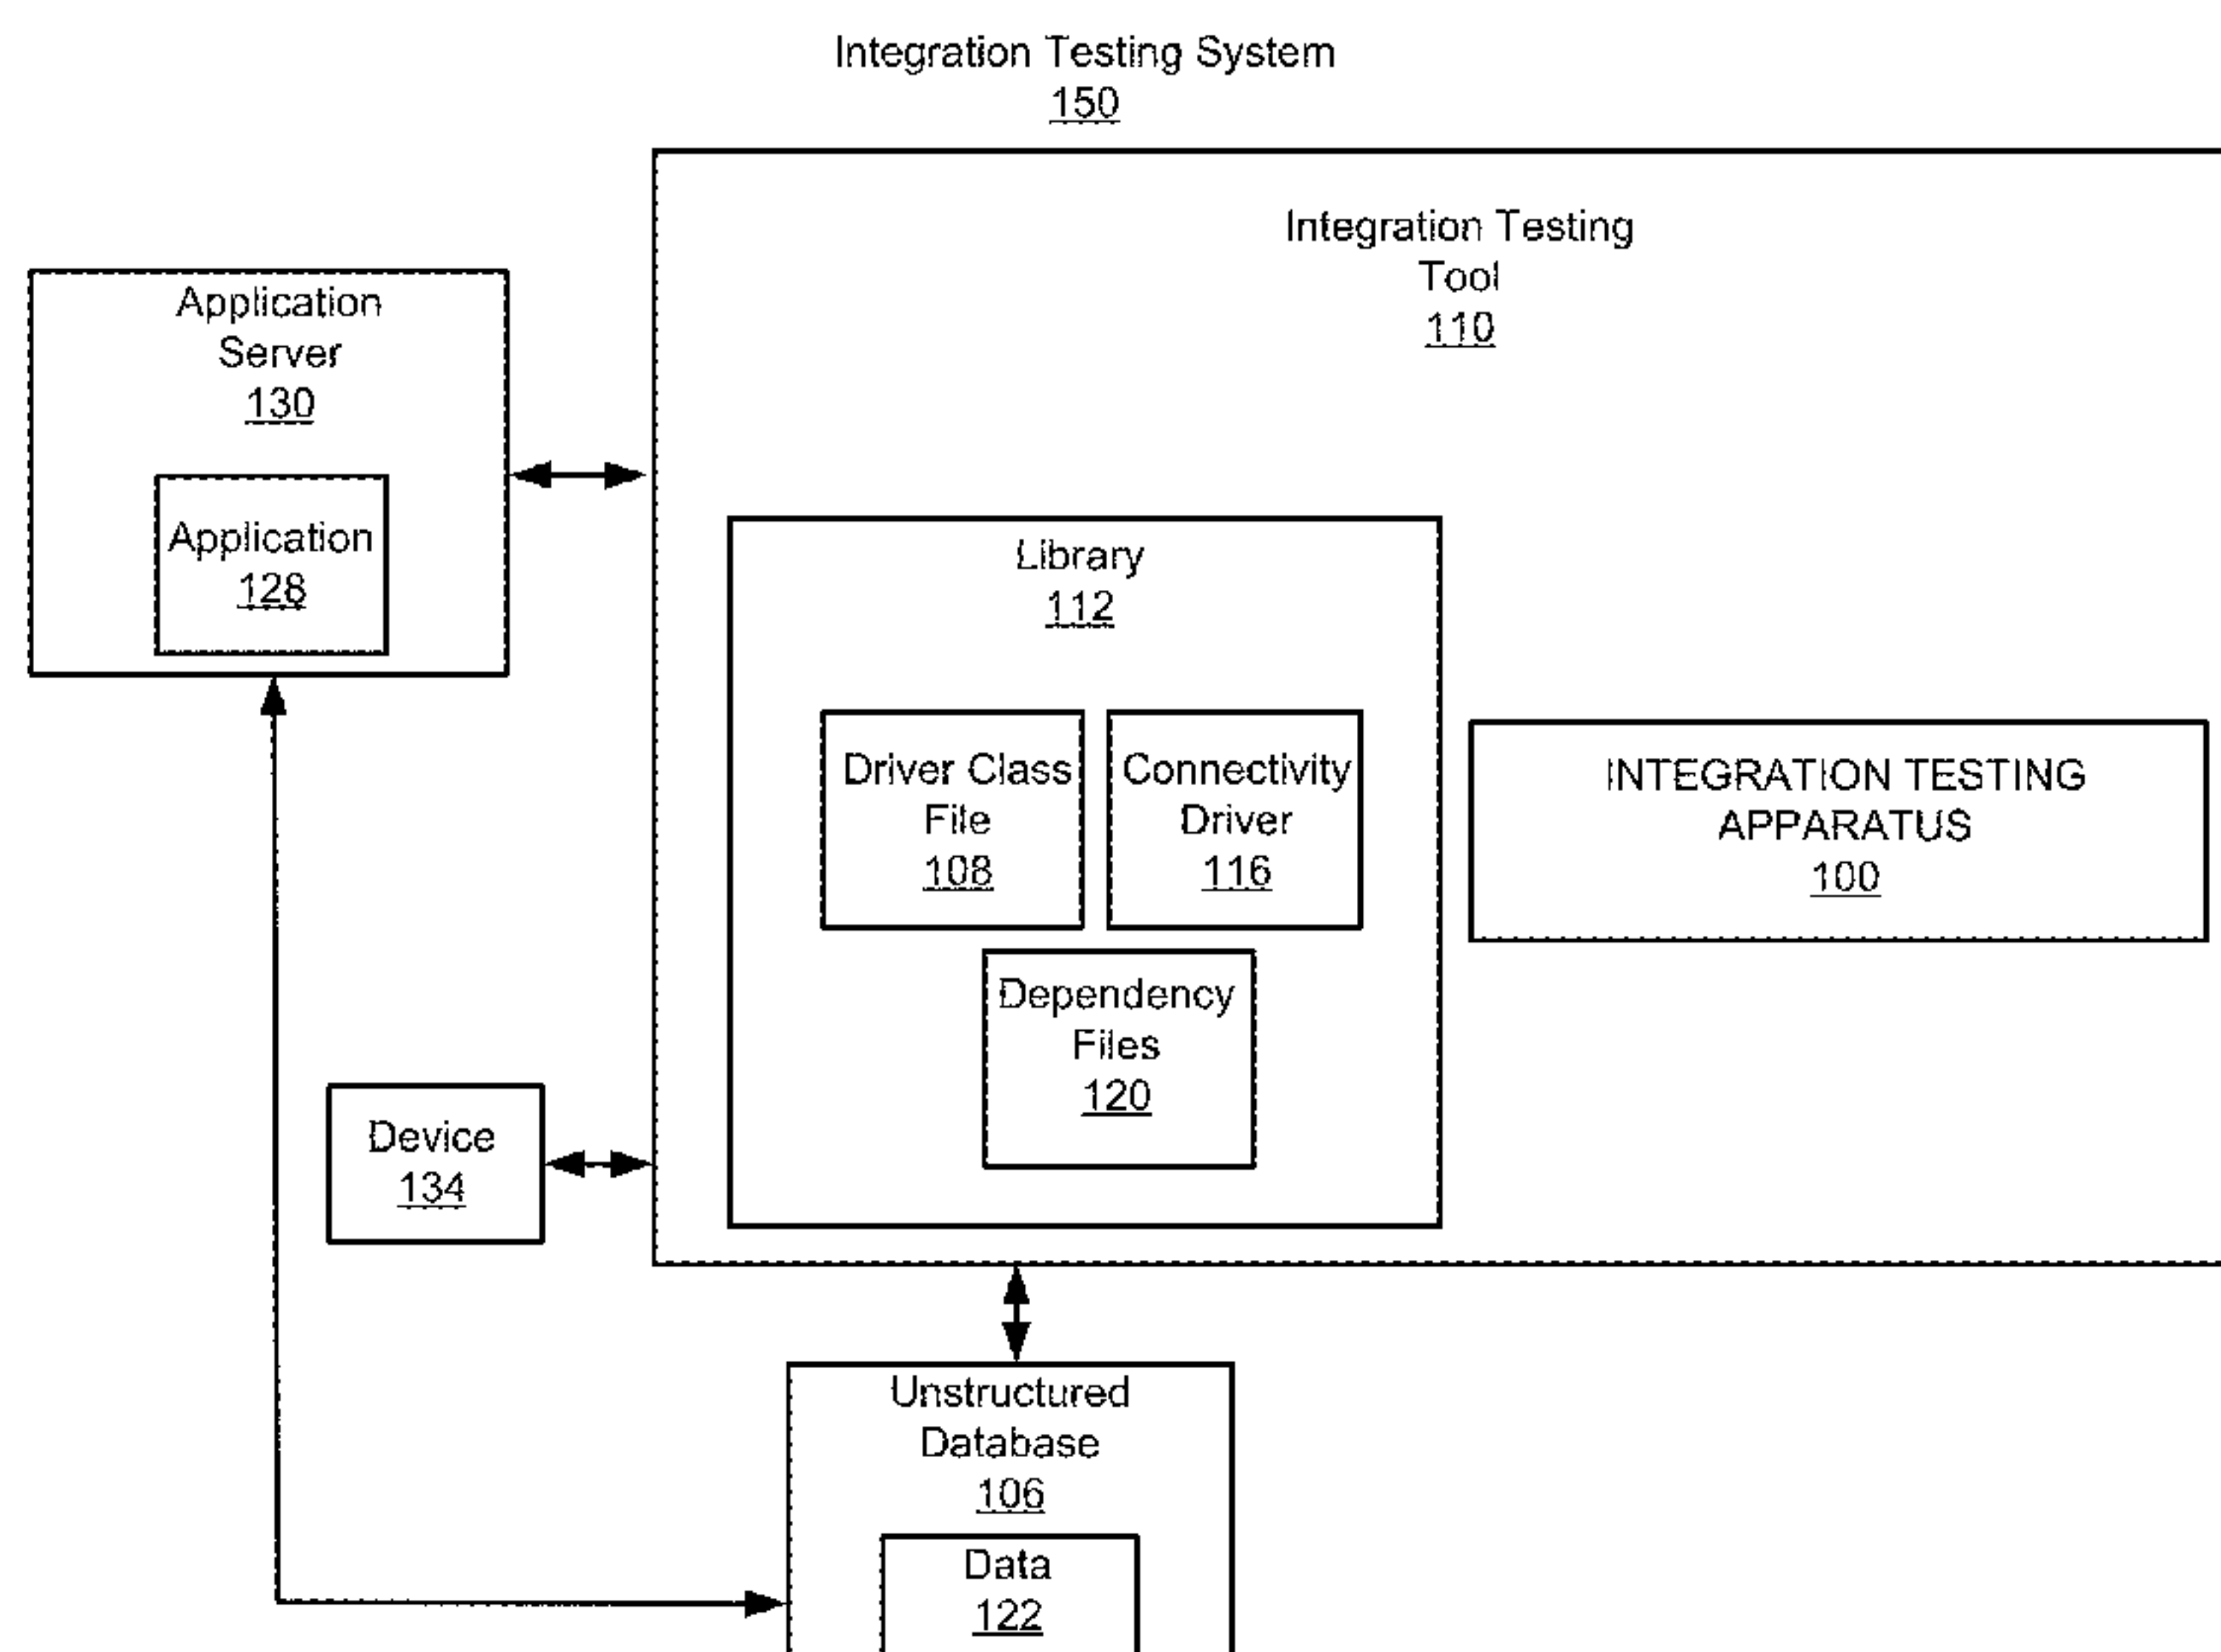 Integration Testing System
150
Integration Testing
Tool
110
Application
Server
130
Application
128
Library
112
Driver Class
File
108
Connectivity
Driver
116
INTEGRATION TESTING
APPARATUS
100
Dependency
Files
120
Device
134
Unstructured
Database
106
Data
122